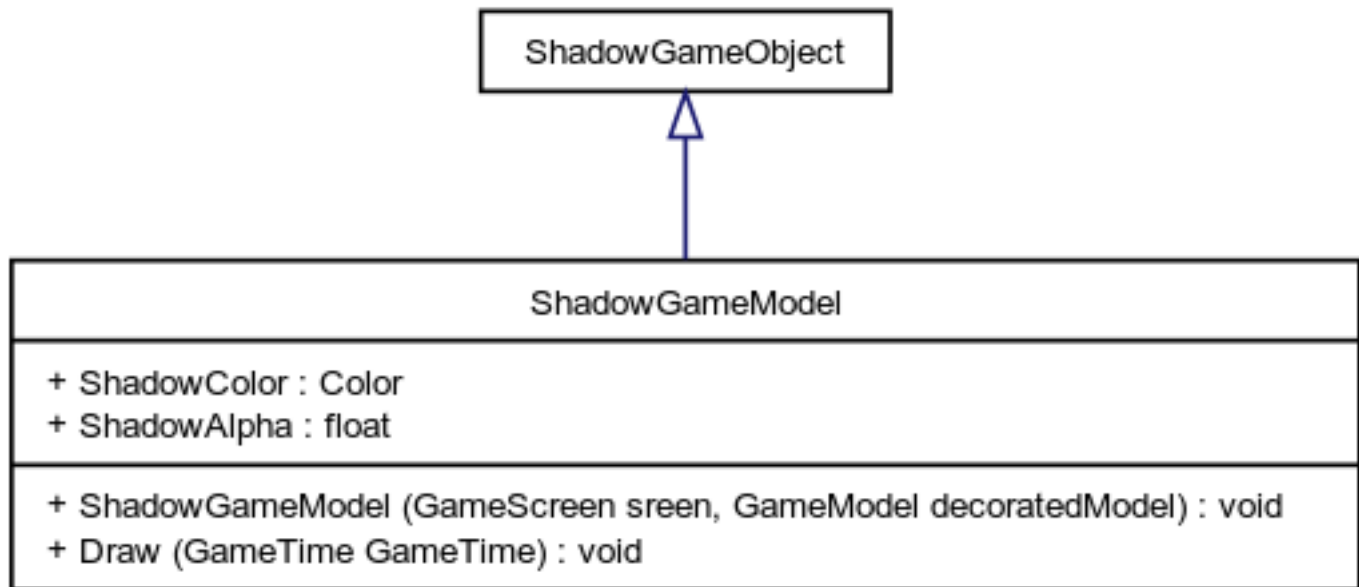 ShadowGameObject
ShadowGameModel
+ ShadowColor : Color
+ ShadowAlpha : float
+ ShadowGameModel (GameScreen sreen, GameModel decoratedModel) : void
+ Draw (GameTime GameTime) : void